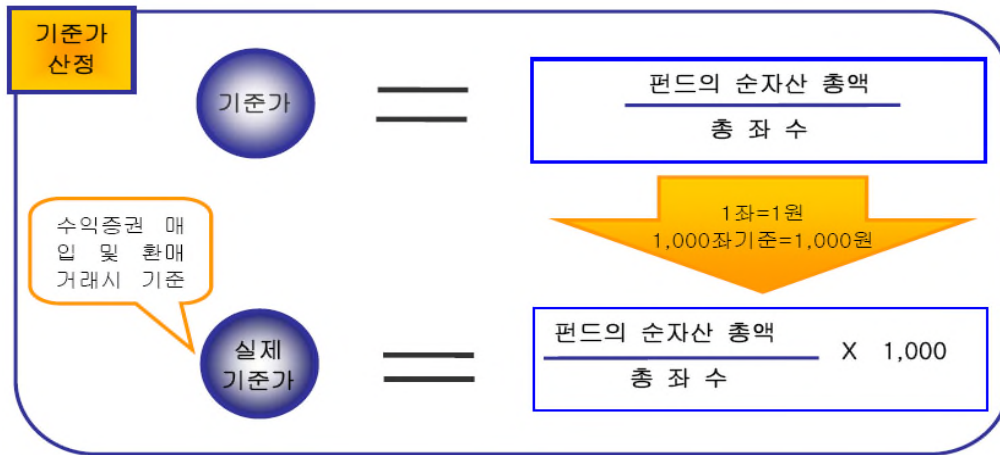 기준가
산정
기준가
펀드의 순자산 총액
총 좌 수
1좌=1원
1,000좌기준=1,000원
수익증권 매
입 및 환매
거래시 기준
실제
기준가
펀드의 순자산 총액
총 좌 수
X 1,000